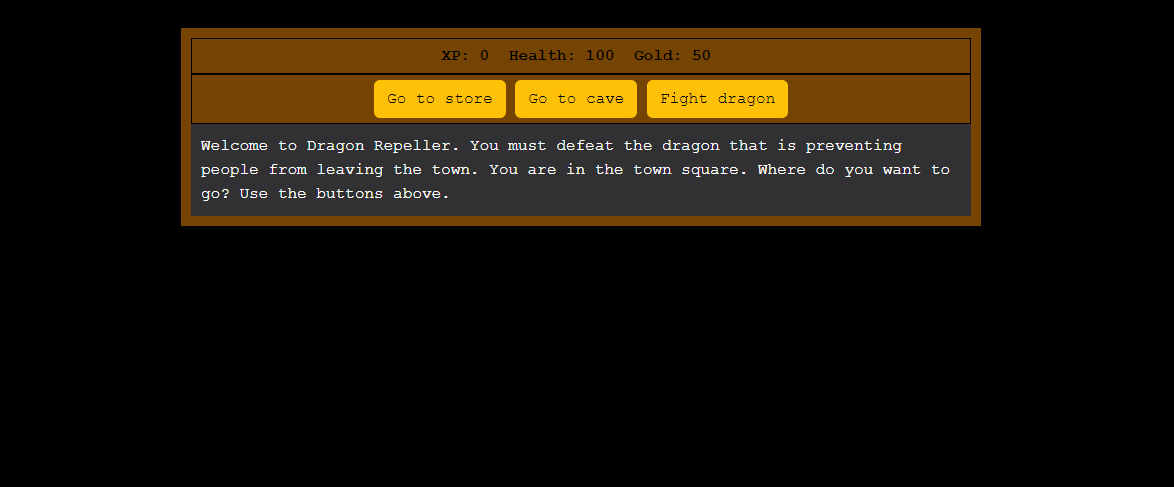 XP: 0 Health: 100 Gold: 50
Go to store Go to cave Fight dragon
Welcome to Dragon Repeller. You must defeat the dragon that is preventing
people from leaving the town. You are in the town square. Where do you want to
go? Use the buttons above.